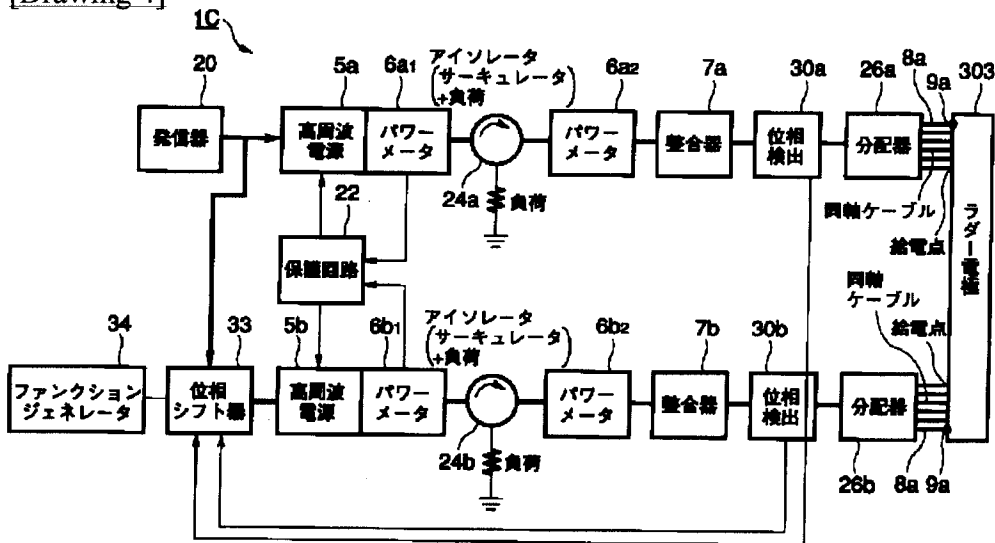 [Drawing
1C
20
5a
6a1
アイソレータ
(サーキュレータ)
+負荷
6a2
7a
30a
26a
8a
9a
303
発信器
高周波
電源
パワー
メータ
パワー
メータ
整合器
位相
検出
分配器
24a
負荷
22
保護回路
同軸ケーブル
給電点
ラダー電極
同軸
ケーブル
給電点
34
33
5b
6b1
アイソレータ
(サーキュレータ)
+負荷
6b2
7b
30b
ファンクション
ジェネレータ
位相
シフト器
高周波
電源
パワー
メータ
パワー
メータ
整合器
位相
検出
分配器
24b
負荷
26b
8a
9a